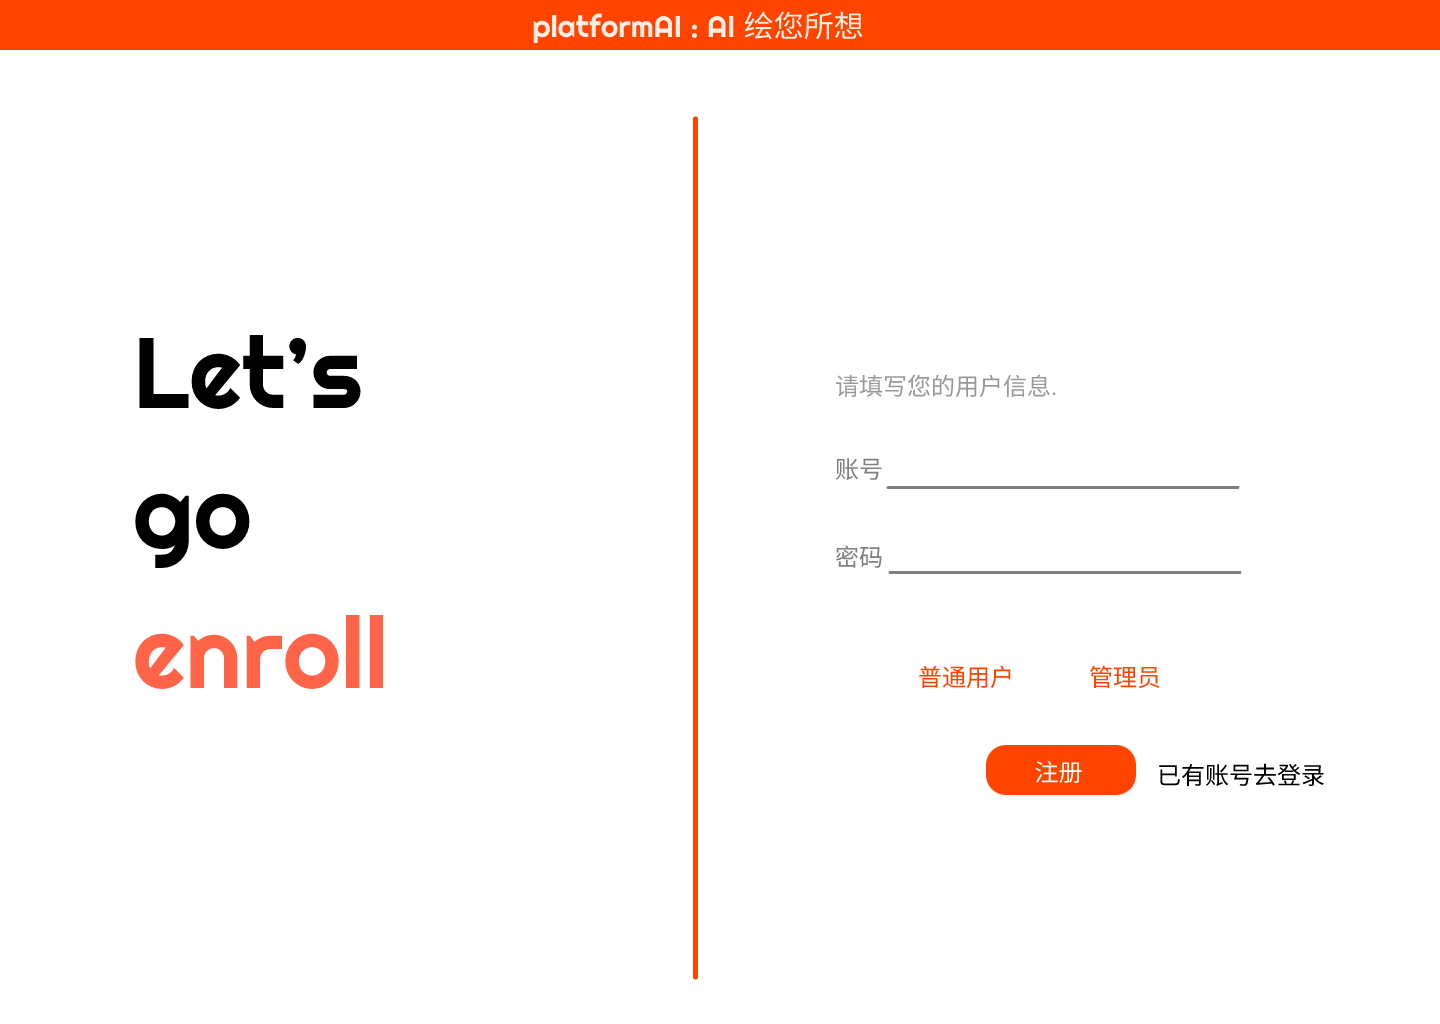 platformAI : AI 绘您所想
Let’s
go
enroll
请填写您的用户信息.
账号
密码
普通用户 管理员
注册 已有账号去登录